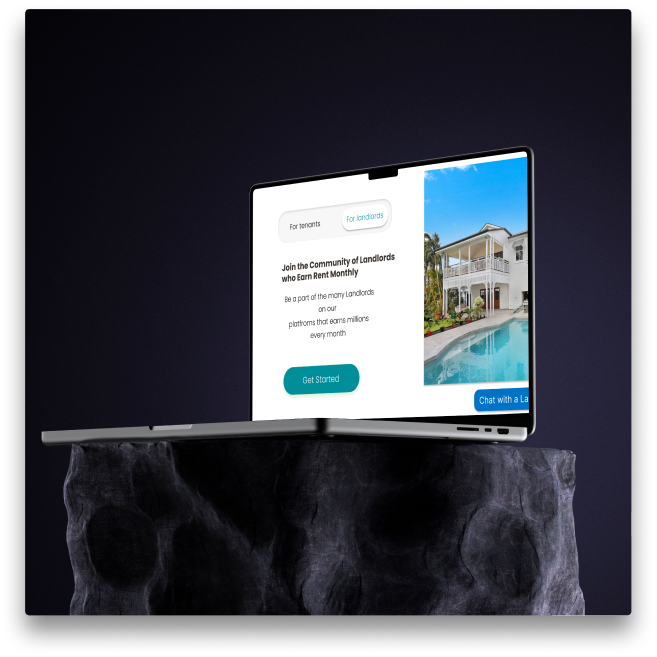 For tenants
For landlords
Join the Community of Landlords
who Earn Rent Monthly
Be a part of the many Landlords
on our
platfroms that earns millions
every month
Get Started
Chat with a La